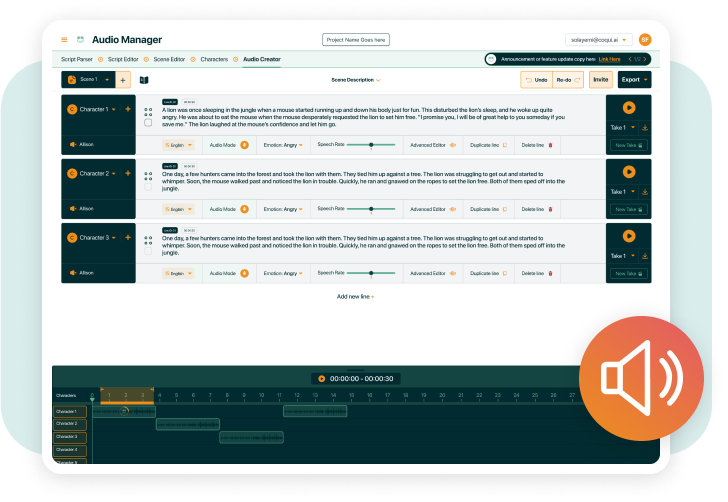 Audio Manager
Project Name Goes here
solayemi@coqui.ai
SF
Script Parser
Script Editor
Scene Editor
Characters
Audio Creator
Announcement or feature update copy here Link Here
1/2
Scene 1
+
Scene Description
Undo
Re-do
Invite
Export
C Character 1 +
A lion was once sleeping in the jungle when a mouse started running up and down his body just for fun. This disturbed the lion's sleep, and he woke up quite
angry. He was about to eat the mouse when the mouse desperately requested the lion to set him free. "I promise you, I will be of great help to you someday if you
save me." The lion laughed at the mouse's confidence and let him go.
Take 1
Allison
English
Audio Mode
Emotion: Angry
Speech Rate
Advanced Editor
Duplicate line
Delete line
New Take
C Character 2 +
One day, a few hunters came into the forest and took the lion with them. They tied him up against a tree. The lion was struggling to get out and started to
whimper. Soon, the mouse walked past and noticed the lion in trouble. Quickly, he ran and gnawed on the ropes to set the lion free. Both of them sped off into the
jungle.
Take 1
Allison
English
Audio Mode
Emotion: Angry
Speech Rate
Advanced Editor
Duplicate line
Delete line
New Take
C Character 3 +
One day, a few hunters came into the forest and took the lion with them. They tied him up against a tree. The lion was struggling to get out and started to
whimper. Soon, the mouse walked past and noticed the lion in trouble. Quickly, he ran and gnawed on the ropes to set the lion free. Both of them sped off into the
jungle.
Take 1
Allison
English
Audio Mode
Emotion: Angry
Speech Rate
Advanced Editor
Duplicate line
Delete line
New Take
Add new line +
00:00:00 - 00:00:30
Characters 0 1 2 3 4 5 6 7 8 9 10 11 12 13 14 15 16 17 18 19 20 21 22 23 24 25 26 27
Character 1
Character 2
Character 3
Character 4